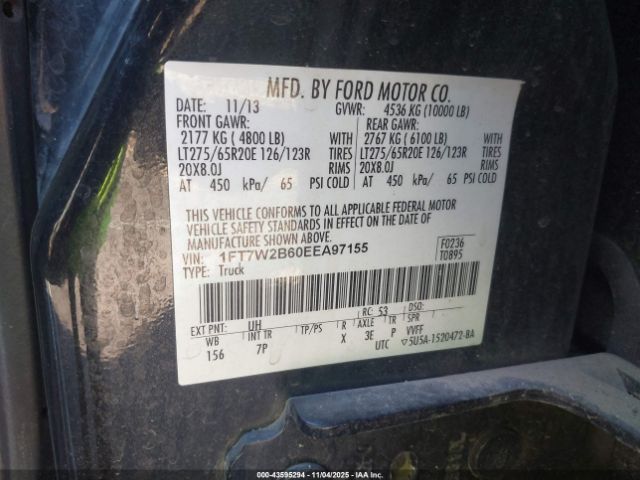 MFD. BY FORD MOTOR CO.
DATE: 11/13 GVWR: 4536 KG (10000 LB)
FRONT GAWR: REAR GAWR:
2177 KG ( 4800 LB) WITH 2767 KG ( 6100 LB) WITH
LT275/65R20E 126/123R TIRES LT275/65R20E 126/123R TIRES
20X8.0J RIMS 20X8.0J RIMS
AT 450 kPa/ 65 PSI COLD AT 450 kPa/ 65 PSI COLD
THIS VEHICLE CONFORMS TO ALL APPLICABLE FEDERAL MOTOR
VEHICLE SAFETY STANDARDS IN EFFECT ON THE DATE OF
MANUFACTURE SHOWN ABOVE.
VIN: 1FT7W2B60EEA97155 F0236
TYPE: Truck T0895
RC: 53 DSO:
EXT PNT: UH
WB INT TR TP/PS R AXLE TR SPR
156 7P X 3E P VVFF
UTC ▽5U5A-1520472-BA
00-43595294 - 11/04/2025 - IAAI.COM